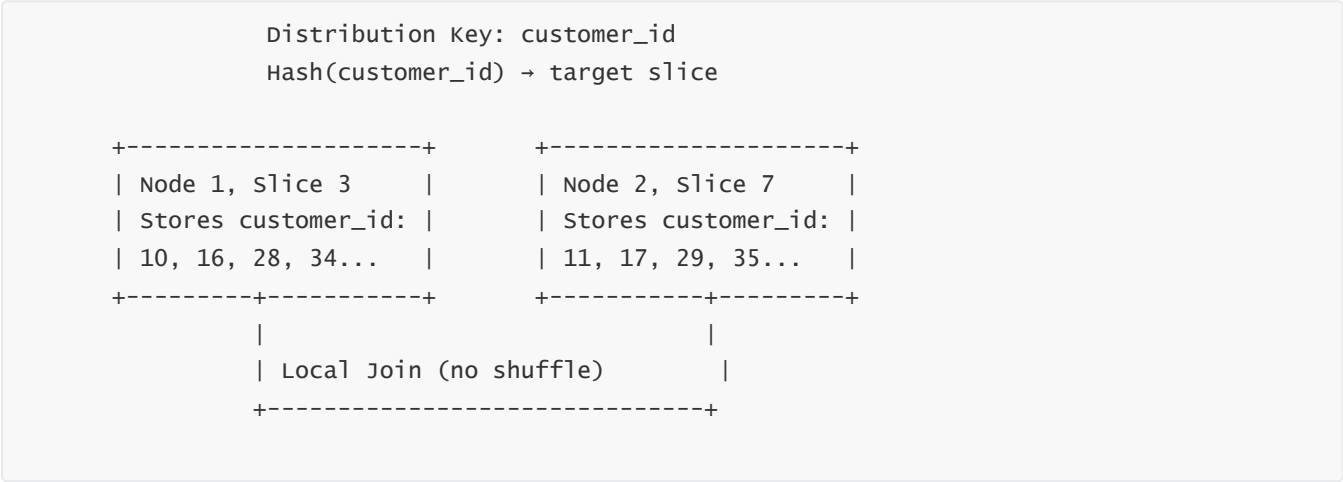 Distribution Key: customer_id
Hash(customer_id) → target slice
+---------------------+       +---------------------+
| Node 1, Slice 3     |       | Node 2, Slice 7     |
| Stores customer_id: |       | Stores customer_id: |
| 10, 16, 28, 34...   |       | 11, 17, 29, 35...   |
+---------+-----------+       +-----------+---------+
|                               |
| Local Join (no shuffle)        |
+-------------------------------+